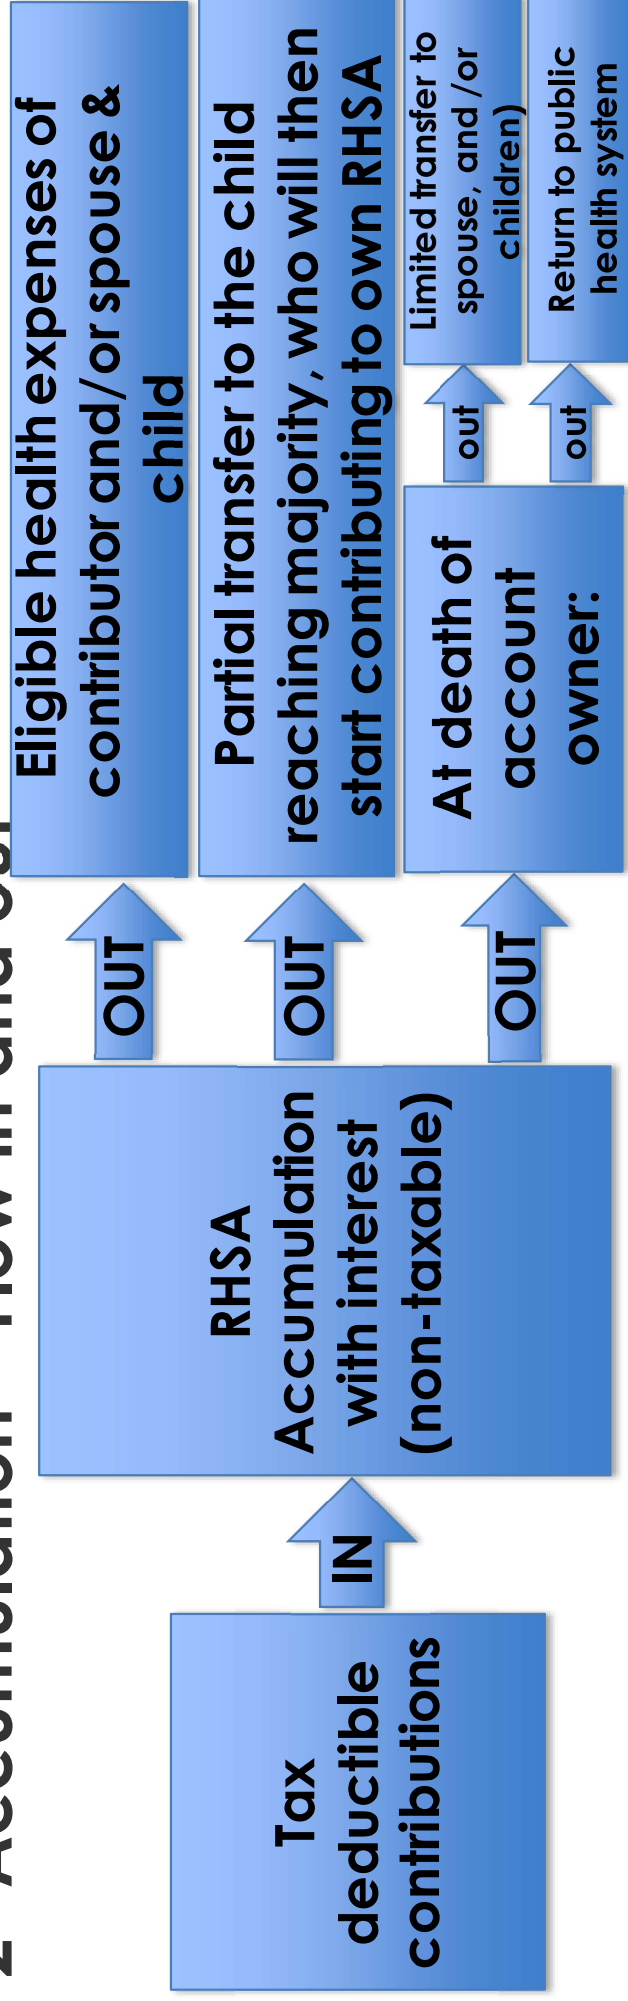 Tax
deductible
contributions
IN
RHSA
Accumulation
with interest
(non-taxable)
OUT
Eligible health expenses of
contributor and/or spouse &
child
OUT
Partial transfer to the child
reaching majority, who will then
start contributing to own RHSA
OUT
At death of
account
owner:
out
Limited transfer to
spouse, and /or
children)
out
Return to public
health system